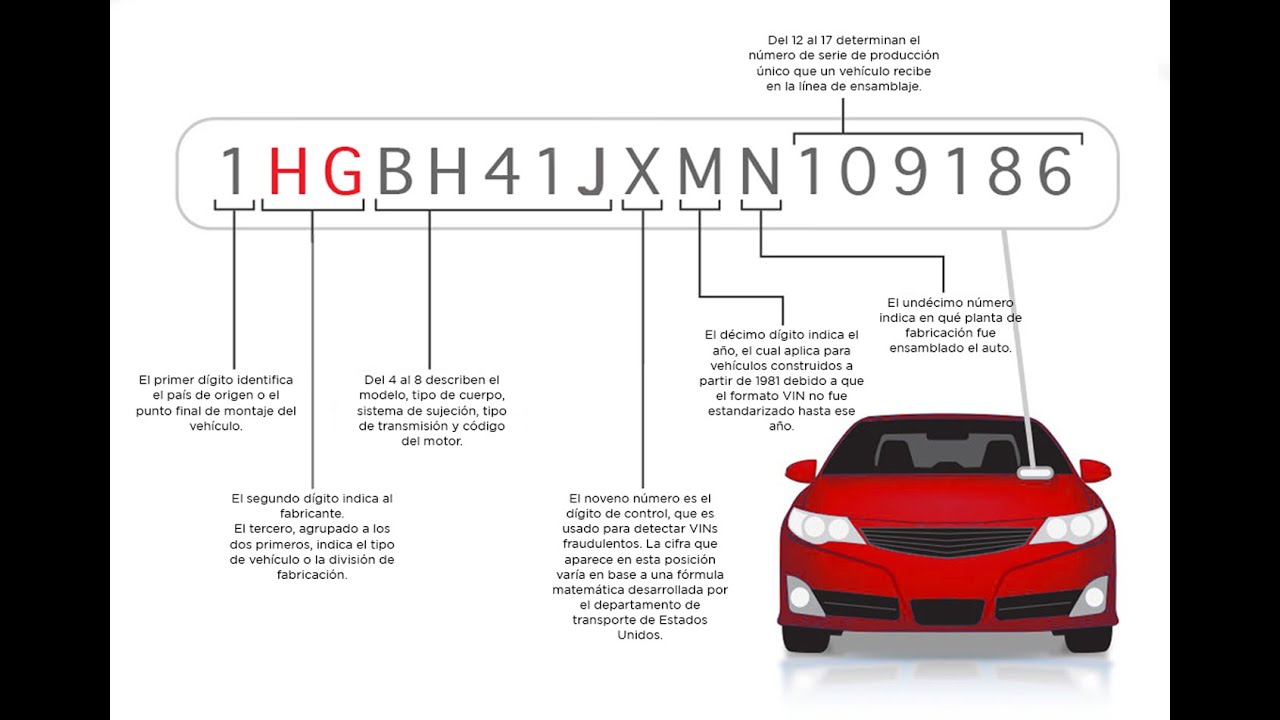 Del 12 al 17 determinan el
número de serie de producción
único que un vehículo recibe
en la línea de ensamblaje.
1HGBH41JXMN109186
El primer dígito identifica
el país de origen o el
punto final de montaje del
vehículo.
El segundo dígito indica al
fabricante.
El tercero, agrupado a los
dos primeros, indica el tipo
de vehículo o la división de
fabricación.
Del 4 al 8 describen el
modelo, tipo de cuerpo,
sistema de sujeción, tipo
de transmisión y código
del motor.
El noveno número es el
dígito de control, que es
usado para detectar VINs
fraudulentos. La cifra que
aparece en esta posición
varía en base a una fórmula
matemática desarrollada por
el departamento de
transporte de Estados
Unidos.
El décimo dígito indica el
año, el cual aplica para
vehículos construidos a
partir de 1981 debido a que
el formato VIN no fue
estandarizado hasta ese
año.
El undécimo número
indica en qué planta de
fabricación fue
ensamblado el auto.